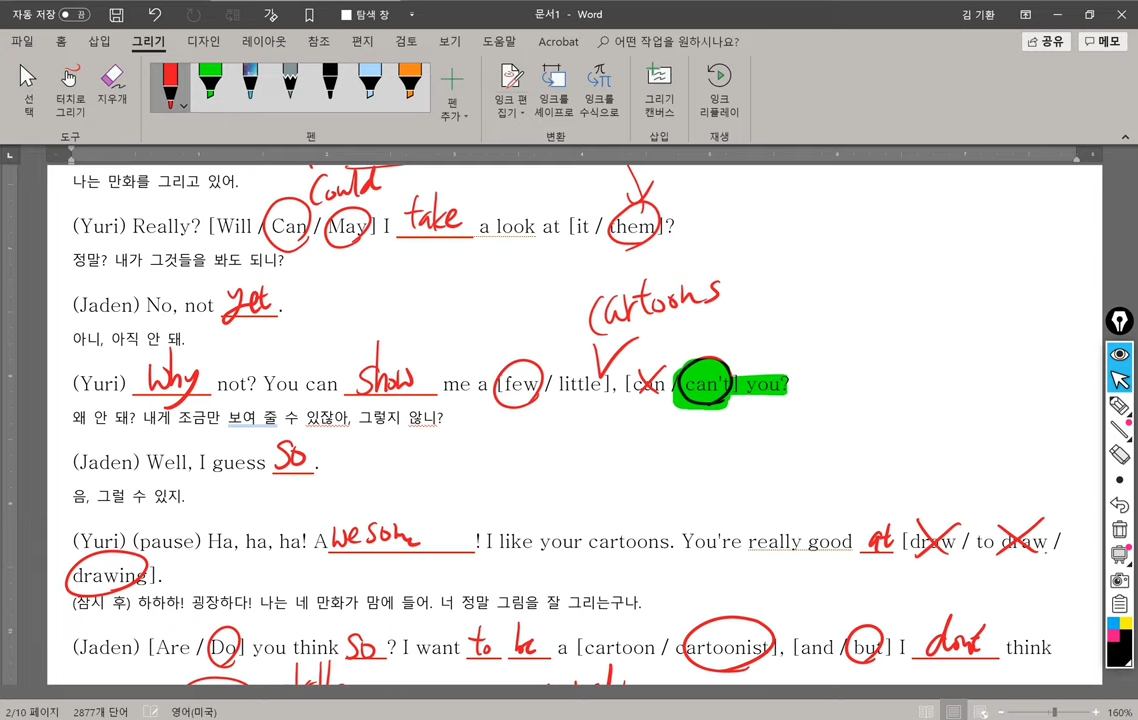 자동 저장 끔 탐색 창 문서1 - Word 김 기환
파일 홈 삽입 그리기 디자인 레이아웃 참조 편지 검토 보기 도움말 Acrobat 어떤 작업을 원하시나요? 공유 메모
선택 터치로 그리기 지우개 펜 추가 잉크 편집기 잉크를 셰이프로 잉크를 수식으로 그리기 캔버스 잉크 리플레이
도구 펜 변환 삽입 재생
나는 만화를 그리고 있어.
Could
(Yuri) Really? [Will / Can / May] I take a look at [it / them]?
정말? 내가 그것들을 봐도 되니?
cartoons
(Jaden) No, not yet.
아니, 아직 안 돼.
(Yuri) Why not? You can show me a [few / little], [can / can't] you?
왜 안 돼? 내게 조금만 보여 줄 수 있잖아, 그렇지 않니?
(Jaden) Well, I guess so.
음, 그럴 수 있지.
(Yuri) (pause) Ha, ha, ha! Awesome! I like your cartoons. You're really good at [draw / to draw /
drawing].
(잠시 후) 하하하! 굉장하다! 나는 네 만화가 맘에 들어. 너 정말 그림을 잘 그리는구나.
(Jaden) [Are / Do] you think so? I want to be a [cartoon / cartoonist], [and / but] I don't think
2/10 페이지 2877개 단어 영어(미국) 160%